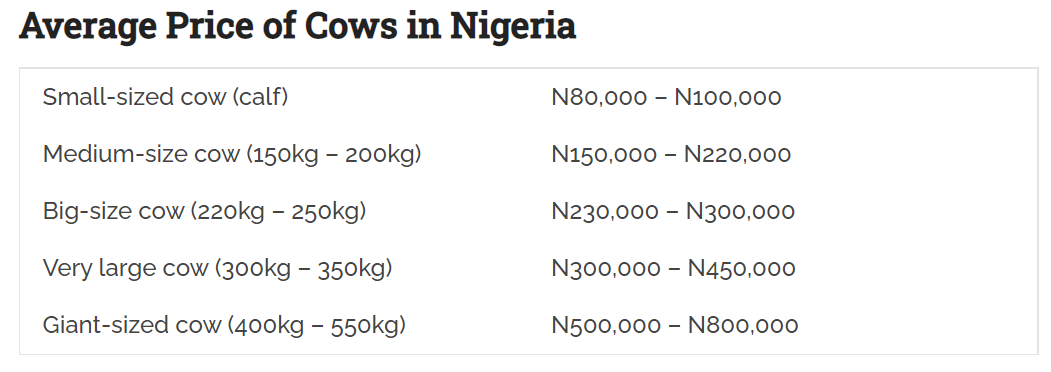 Average Price of Cows in Nigeria
Small-sized cow (calf) N80,000 – N100,000
Medium-size cow (150kg – 200kg) N150,000 – N220,000
Big-size cow (220kg – 250kg) N230,000 – N300,000
Very large cow (300kg – 350kg) N300,000 – N450,000
Giant-sized cow (400kg – 550kg) N500,000 – N800,000